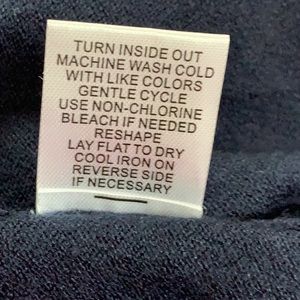 TURN INSIDE OUT
MACHINE WASH COLD
WITH LIKE COLORS
GENTLE CYCLE
USE NON-CHLORINE
BLEACH IF NEEDED
RESHAPE
LAY FLAT TO DRY
COOL IRON ON
REVERSE SIDE
IF NECESSARY